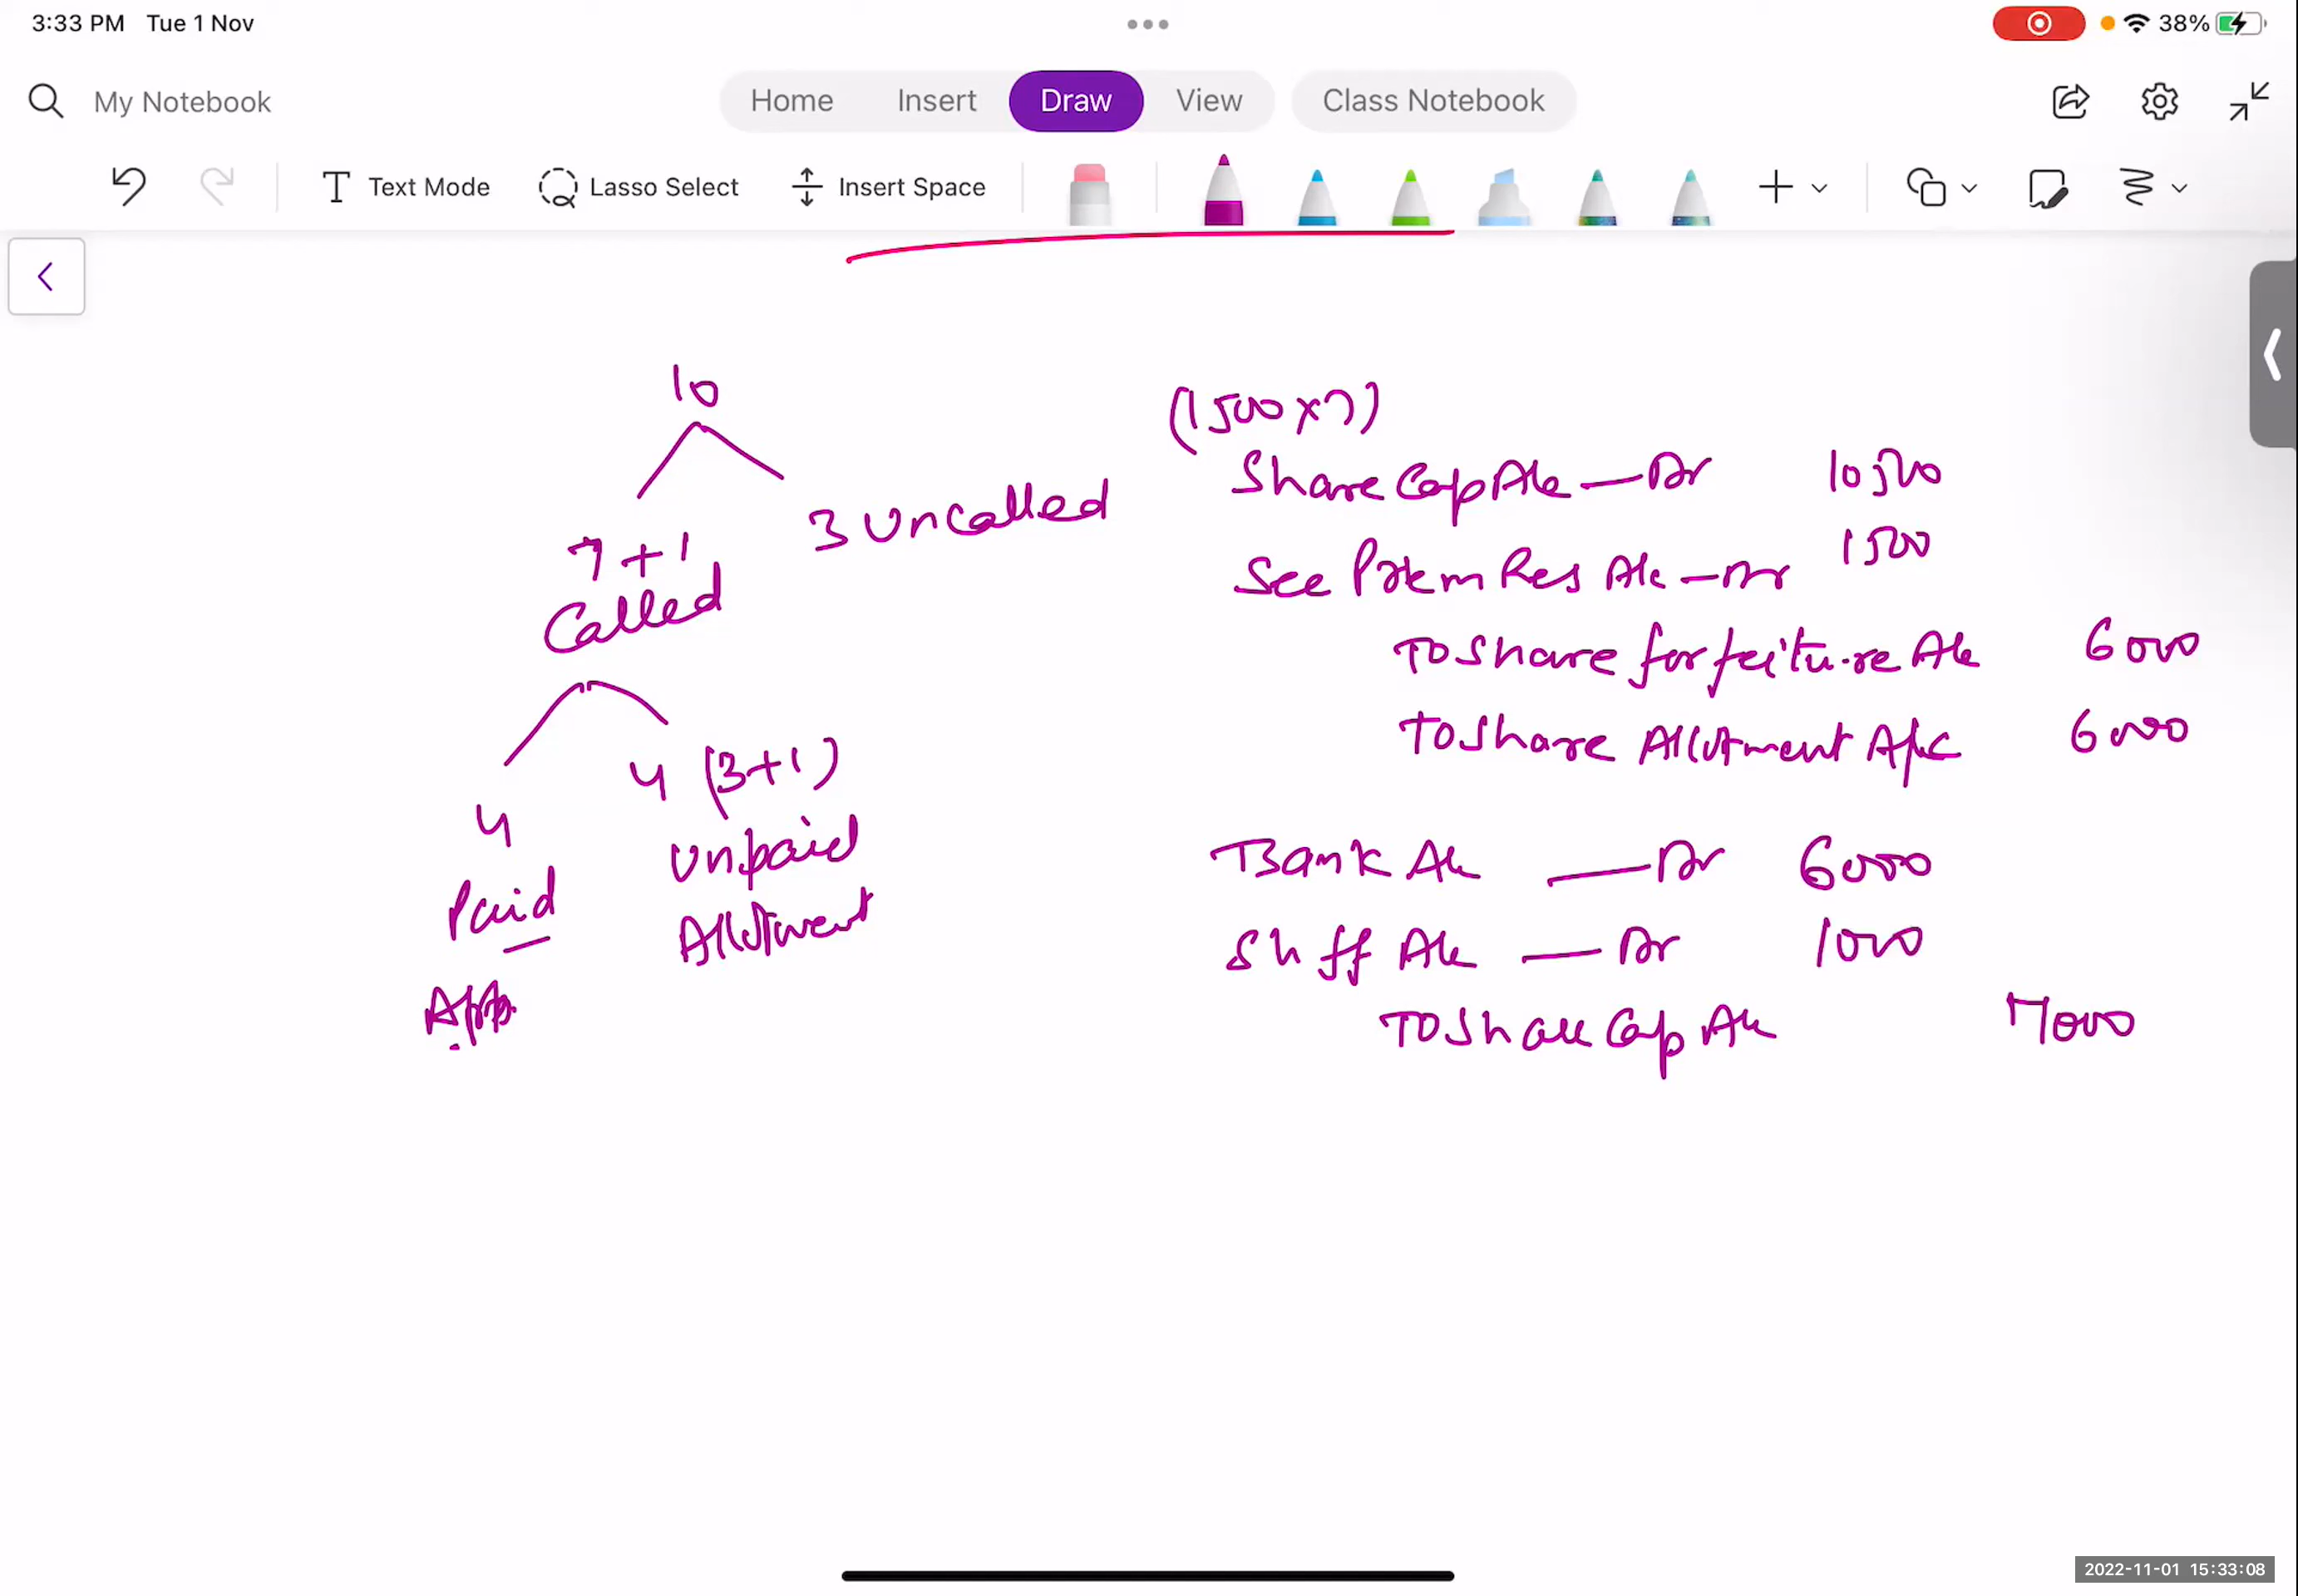 3:33 PM Tue 1 Nov
38%
My Notebook
Home Insert Draw View Class Notebook
Text Mode Lasso Select Insert Space
10
7 + 1
Called
3 Uncalled
4
Paid
App
4 (3+1)
Unpaid
Allotment
(1500 x 7)
Share Cap A/c — Dr 10500
Sec Prem Res A/c — Dr 1500
To Share forfeiture A/c 6000
To Share Allotment A/c 6000
Bank A/c — Dr 6000
Sh ff A/c — Dr 1000
To Share Cap A/c 7000
2022-11-01 15:33:08